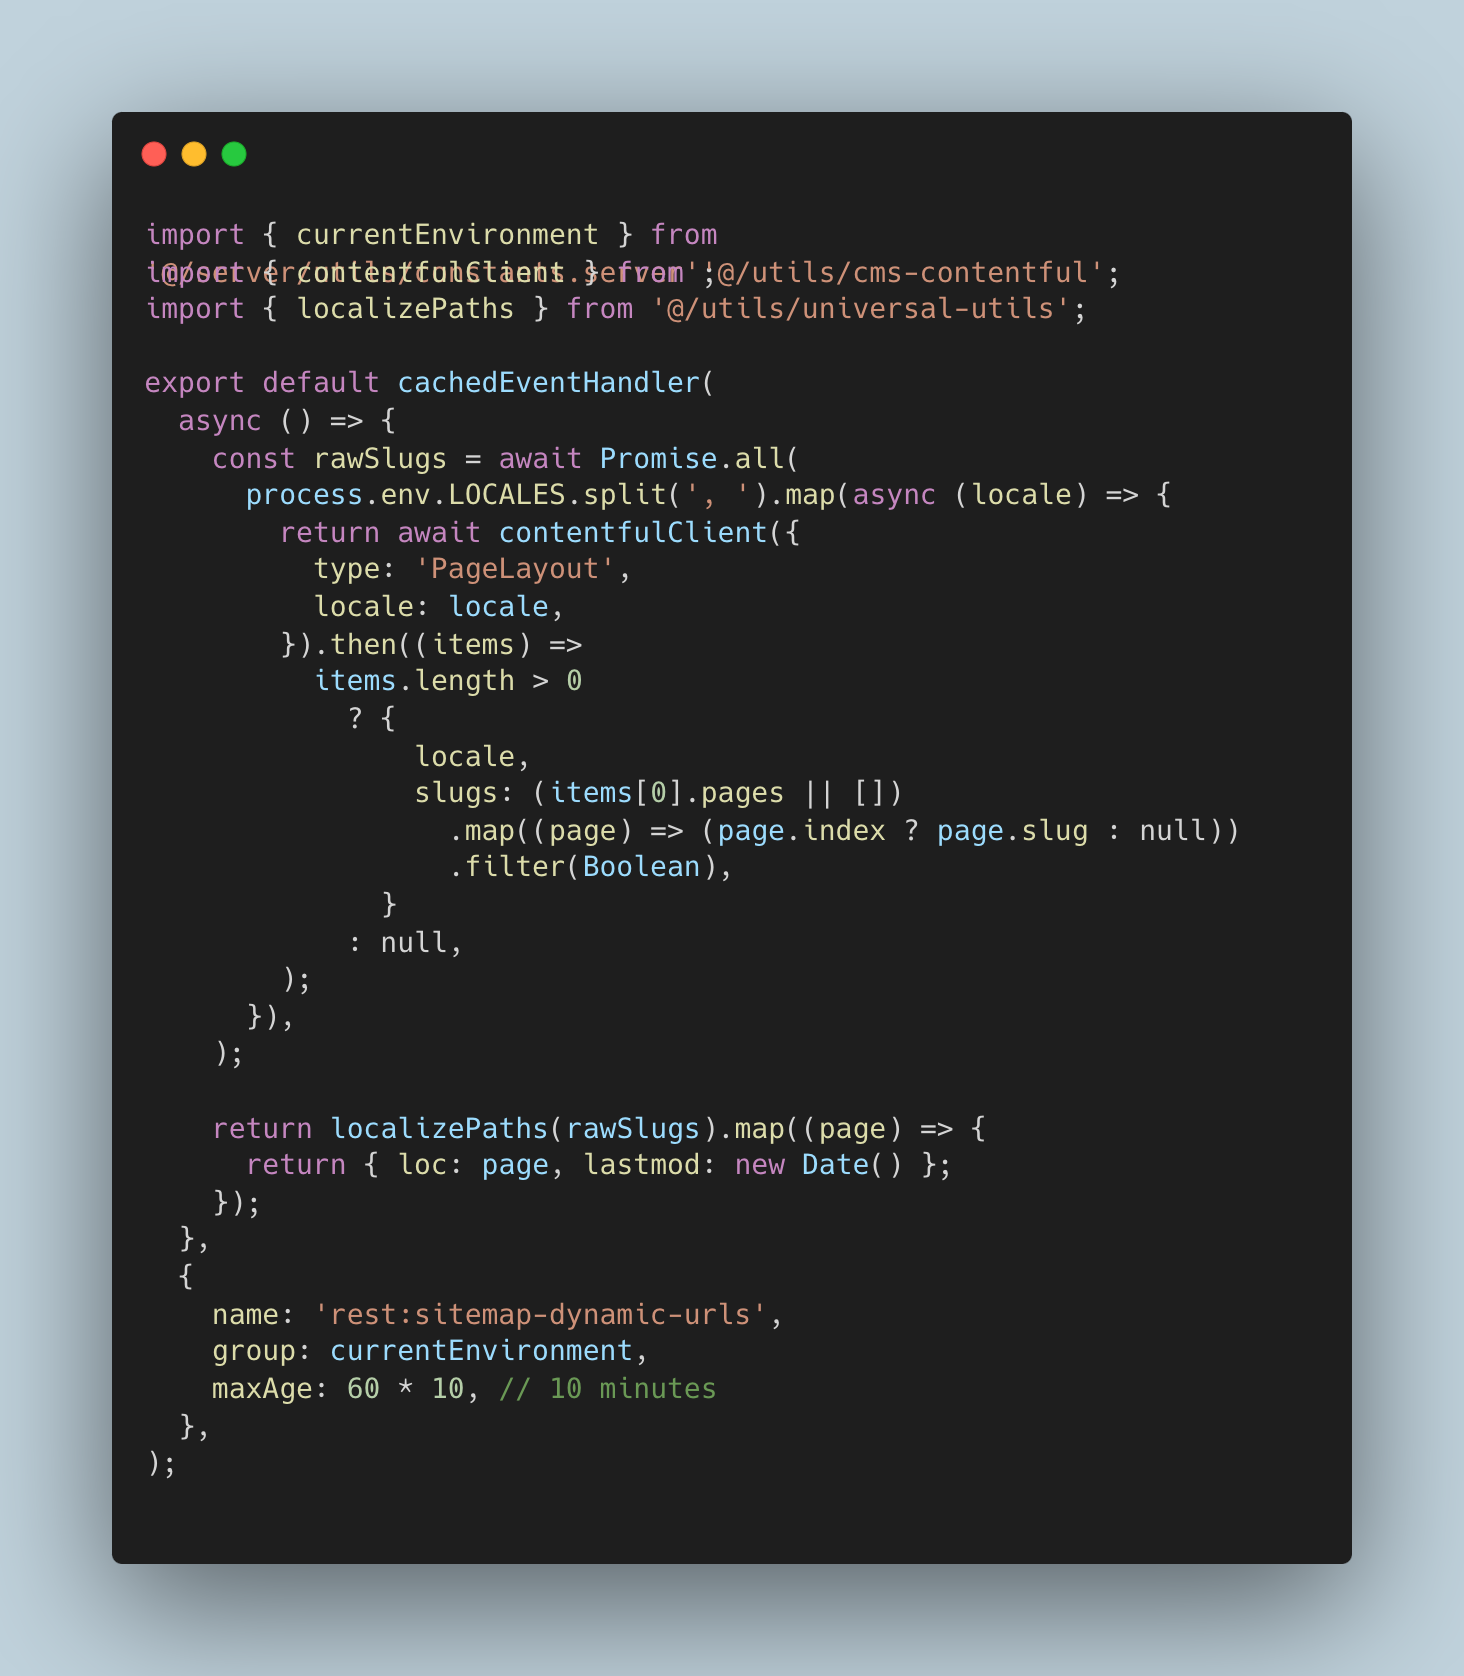 import { currentEnvironment } from
'@/server/utils/constants.server';
import { contentfulClient } from '@/utils/cms-contentful';
import { localizePaths } from '@/utils/universal-utils';

export default cachedEventHandler(
  async () => {
    const rawSlugs = await Promise.all(
      process.env.LOCALES.split(', ').map(async (locale) => {
        return await contentfulClient({
          type: 'PageLayout',
          locale: locale,
        }).then((items) =>
          items.length > 0
            ? {
                locale,
                slugs: (items[0].pages || [])
                  .map((page) => (page.index ? page.slug : null))
                  .filter(Boolean),
              }
            : null,
        );
      }),
    );

    return localizePaths(rawSlugs).map((page) => {
      return { loc: page, lastmod: new Date() };
    });
  },
  {
    name: 'rest:sitemap-dynamic-urls',
    group: currentEnvironment,
    maxAge: 60 * 10, // 10 minutes
  },
);